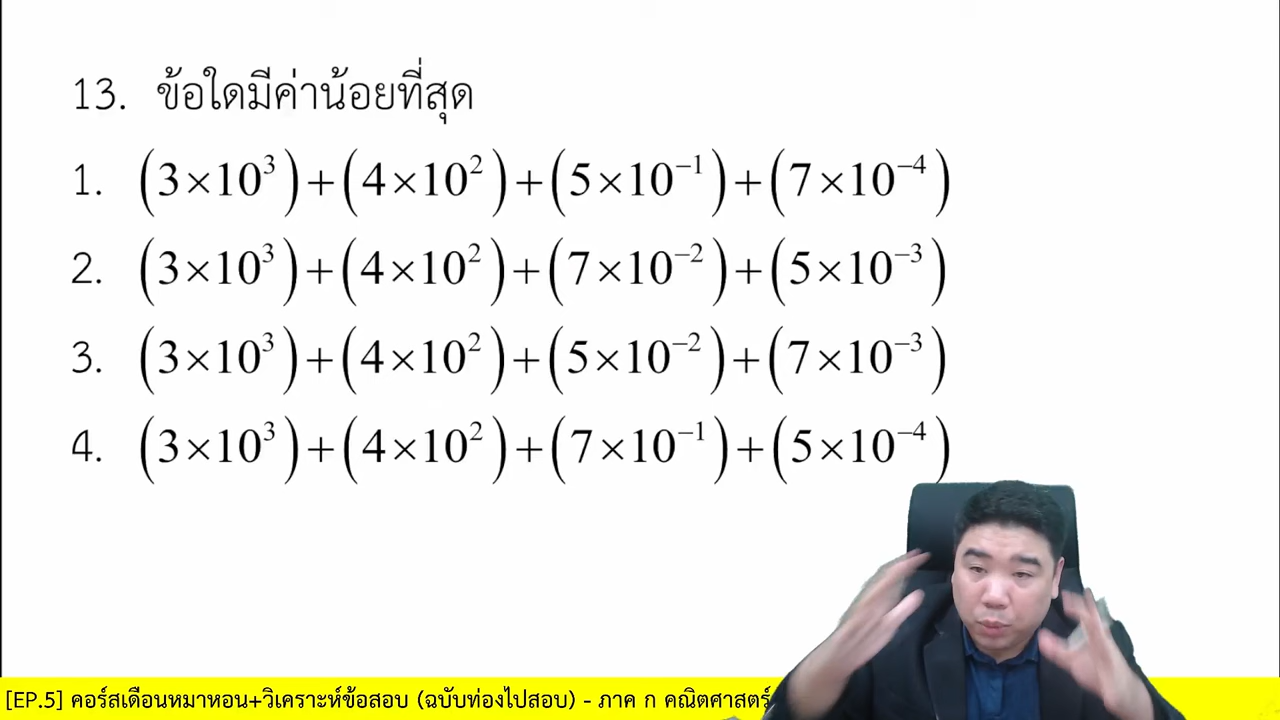 13. ข้อใดมีค่าน้อยที่สุด
1. (3×10³)+(4×10²)+(5×10⁻¹)+(7×10⁻⁴)
2. (3×10³)+(4×10²)+(7×10⁻²)+(5×10⁻³)
3. (3×10³)+(4×10²)+(5×10⁻²)+(7×10⁻³)
4. (3×10³)+(4×10²)+(7×10⁻¹)+(5×10⁻⁴)
[EP.5] คอร์สเดือนหมาหอน+วิเคราะห์ข้อสอบ (ฉบับท่องไปสอบ) - ภาค ก คณิตศาสตร์